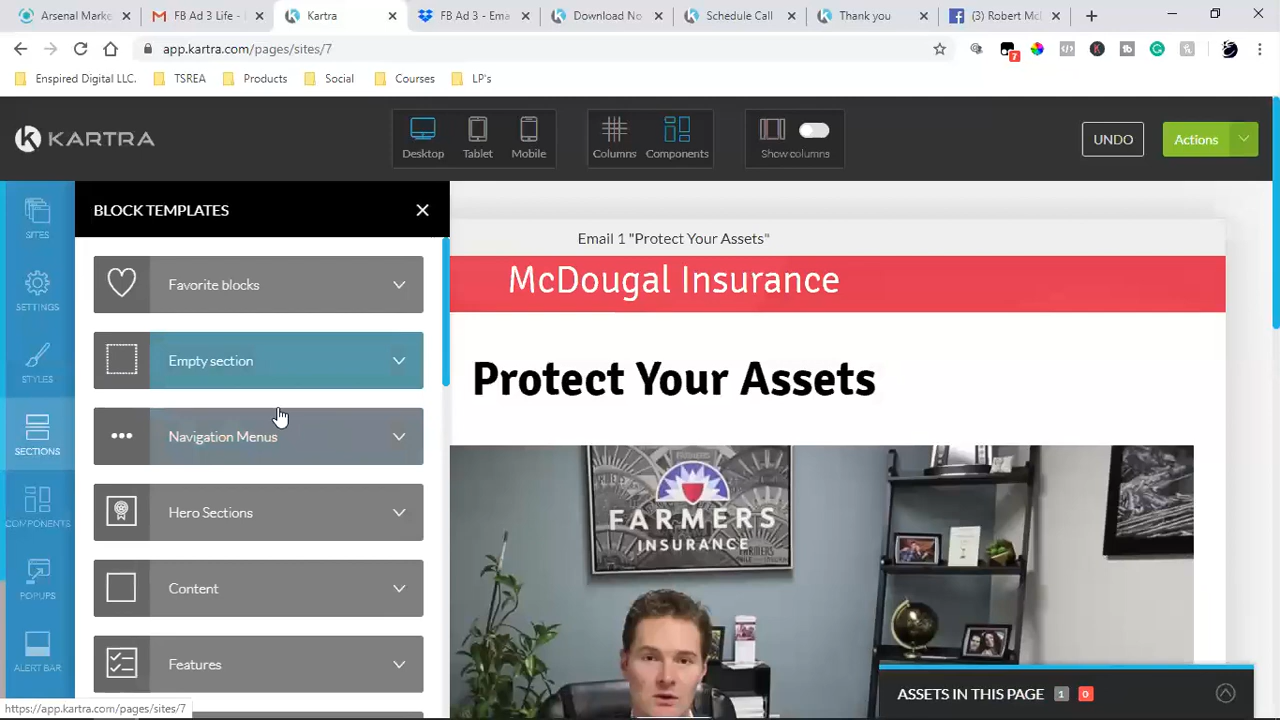 Arsenal Marke
FB Ad 3 Life - L
Kartra
FB Ad 3 - Ema
Download No
Schedule Call
Thank you
(3) Robert McD
app.kartra.com/pages/sites/7
7
Enspired Digital LLC.
TSREA
Products
Social
Courses
LP's
KARTRA
Desktop
Tablet
Mobile
Columns
Components
Show columns
UNDO
Actions
SITES
SETTINGS
STYLES
SECTIONS
COMPONENTS
POPUPS
ALERT BAR
BLOCK TEMPLATES
Favorite blocks
Empty section
Navigation Menus
Hero Sections
Content
Features
Email 1 "Protect Your Assets"
McDougal Insurance
Protect Your Assets
FARMERS
INSURANCE
ASSETS IN THIS PAGE 1 0
https://app.kartra.com/pages/sites/7